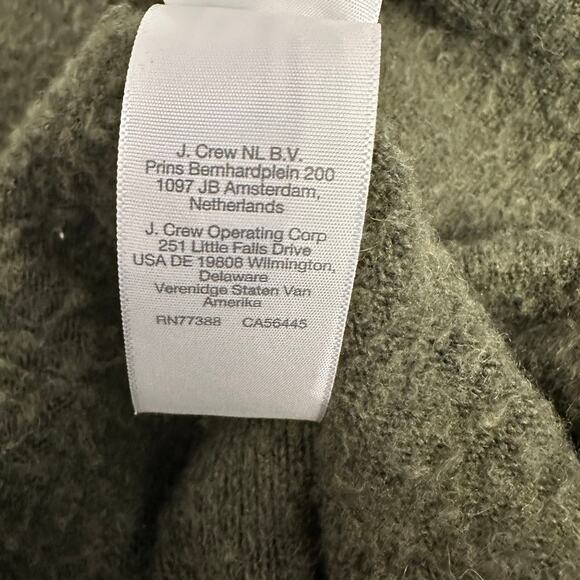 J. Crew NL B.V.
Prins Bernhardplein 200
1097 JB Amsterdam,
Netherlands
J. Crew Operating Corp
251 Little Falls Drive
USA DE 19808 Wilmington,
Delaware
Verenidge Staten Van
Amerika
RN77388 CA56445